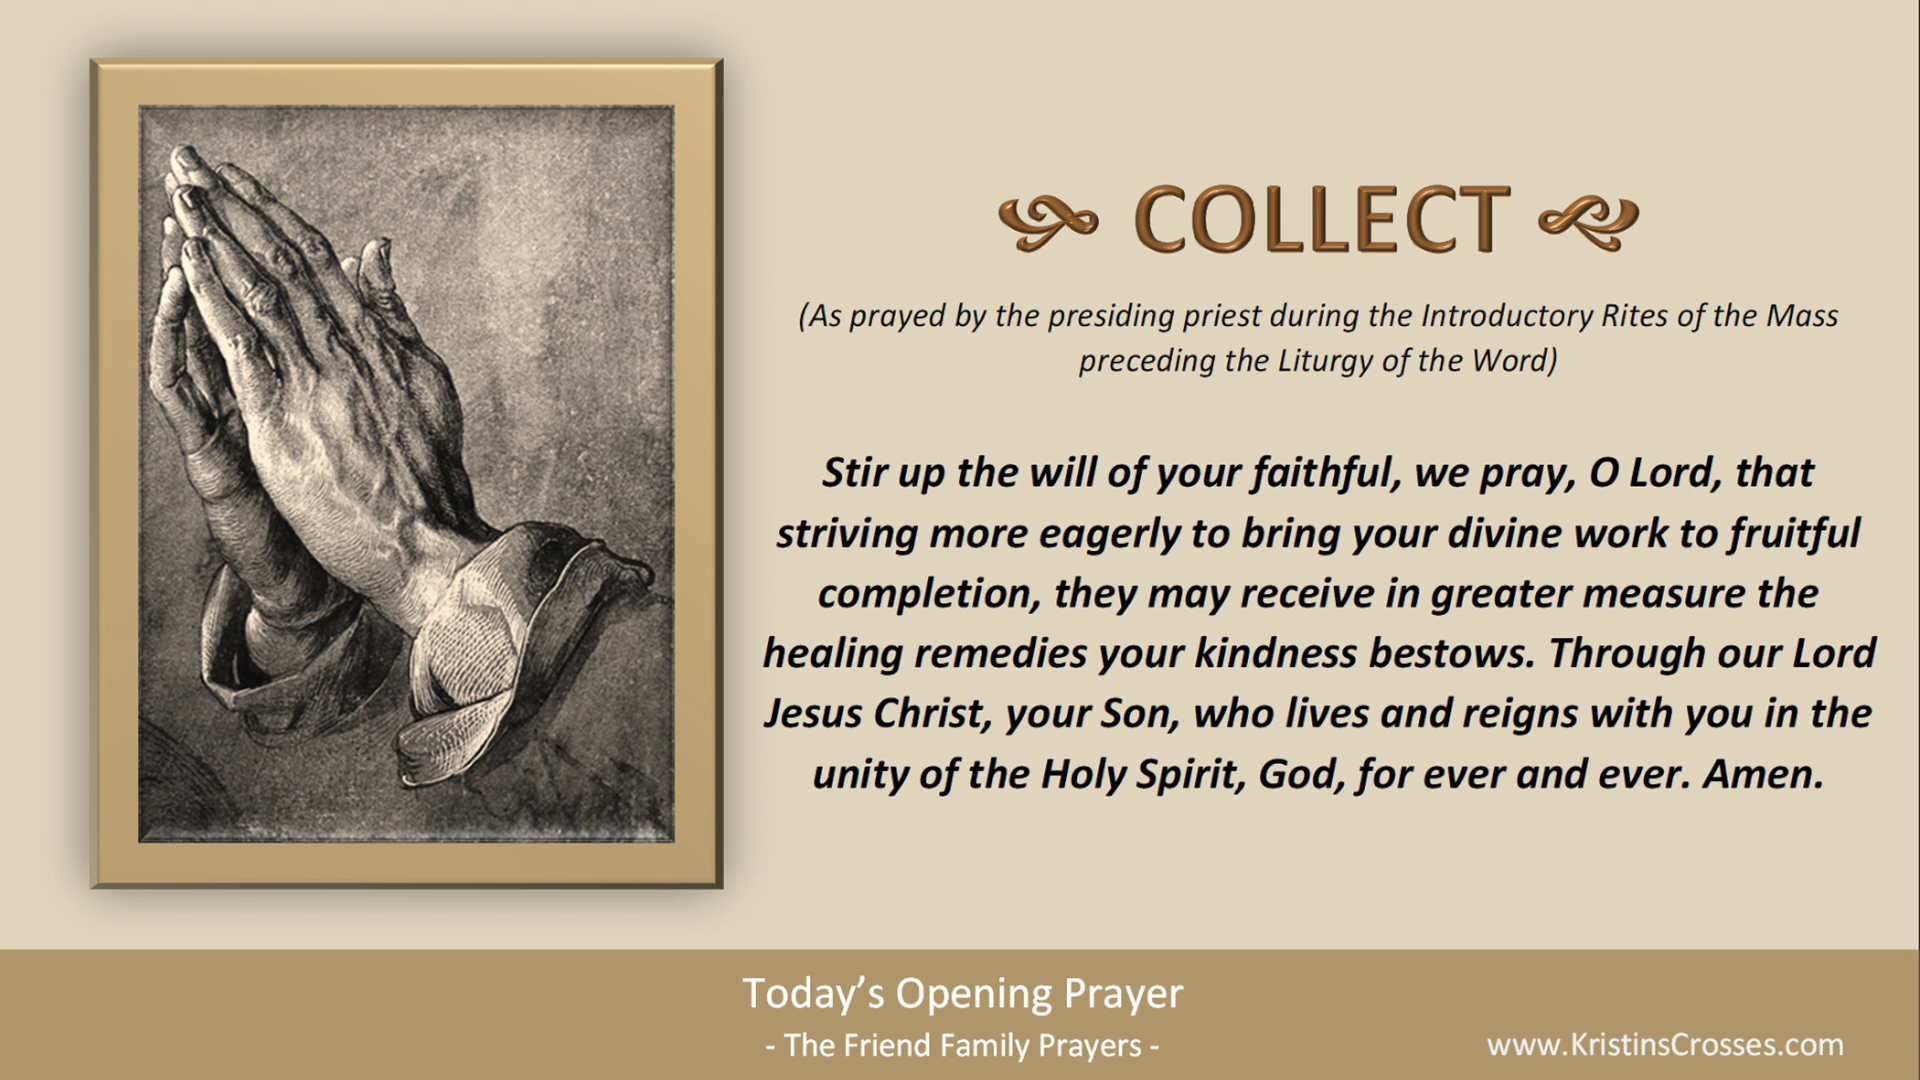 COLLECT
(As prayed by the presiding priest during the Introductory Rites of the Mass
preceding the Liturgy of the Word)
Stir up the will of your faithful, we pray, O Lord, that
striving more eagerly to bring your divine work to fruitful
completion, they may receive in greater measure the
healing remedies your kindness bestows. Through our Lord
Jesus Christ, your Son, who lives and reigns with you in the
unity of the Holy Spirit, God, for ever and ever. Amen.
Today’s Opening Prayer
- The Friend Family Prayers -
www.KristinsCrosses.com